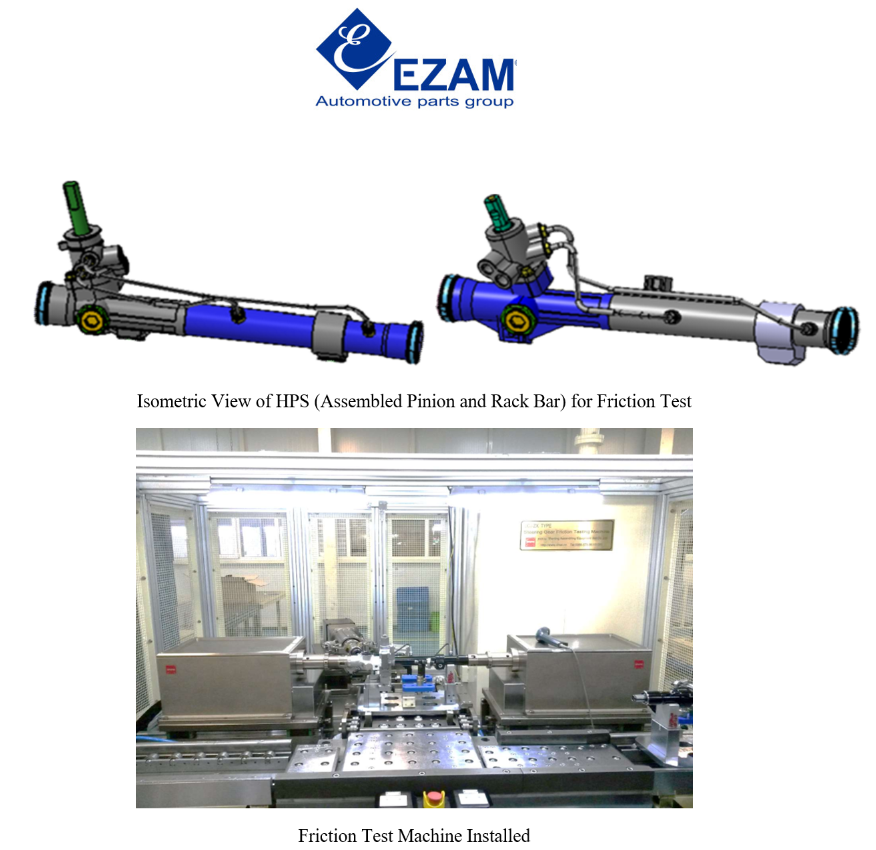 EZAM
Automotive parts group
Isometric View of HPS (Assembled Pinion and Rack Bar) for Friction Test
Friction Test Machine Installed